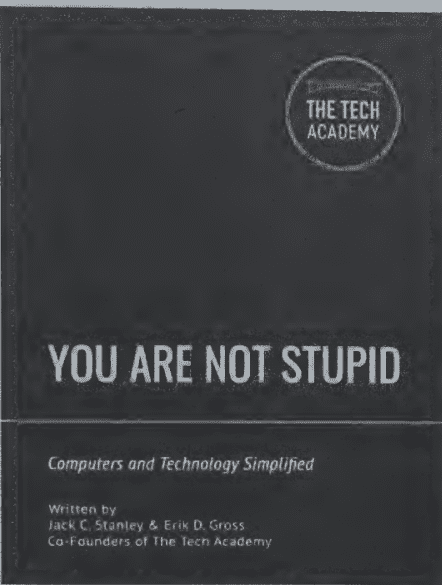 THE TECH
ACADEMY
YOU ARE NOT STUPID
Computers and Technology Simplified
Written by
Jack C. Stanley & Erik D. Gross
Co-Founders of The Tech Academy